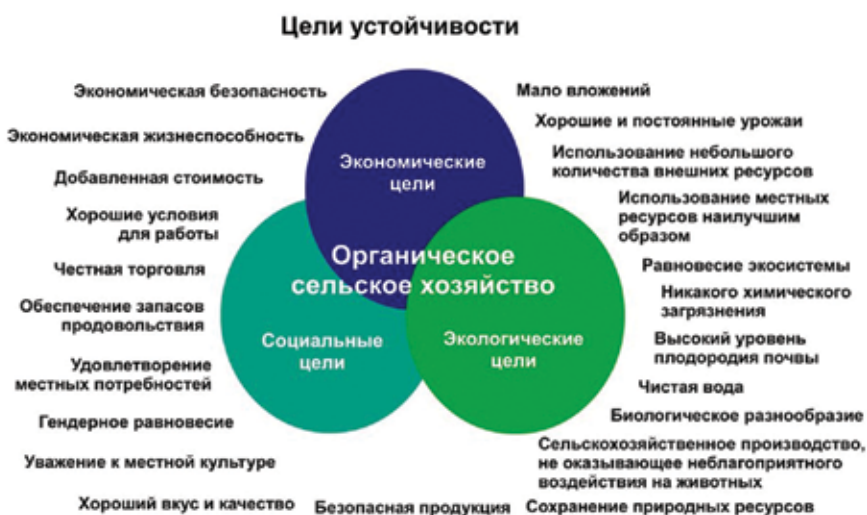 Цели устойчивости
Экономическая безопасность
Экономическая жизнеспособность
Добавленная стоимость
Хорошие условия
для работы
Честная торговля
Обеспечение запасов
продовольствия
Удовлетворение
местных потребностей
Гендерное равновесие
Уважение к местной культуре
Хороший вкус и качество
Экономические
цели
Органическое
сельское хозяйство
Социальные
цели
Экологические
цели
Безопасная продукция
Мало вложений
Хорошие и постоянные урожаи
Использование небольшого
количества внешних ресурсов
Использование местных
ресурсов наилучшим
образом
Равновесие экосистемы
Никакого химического
загрязнения
Высокий уровень
плодородия почвы
Чистая вода
Биологическое разнообразие
Сельскохозяйственное производство,
не оказывающее неблагоприятного
воздействия на животных
Сохранение природных ресурсов